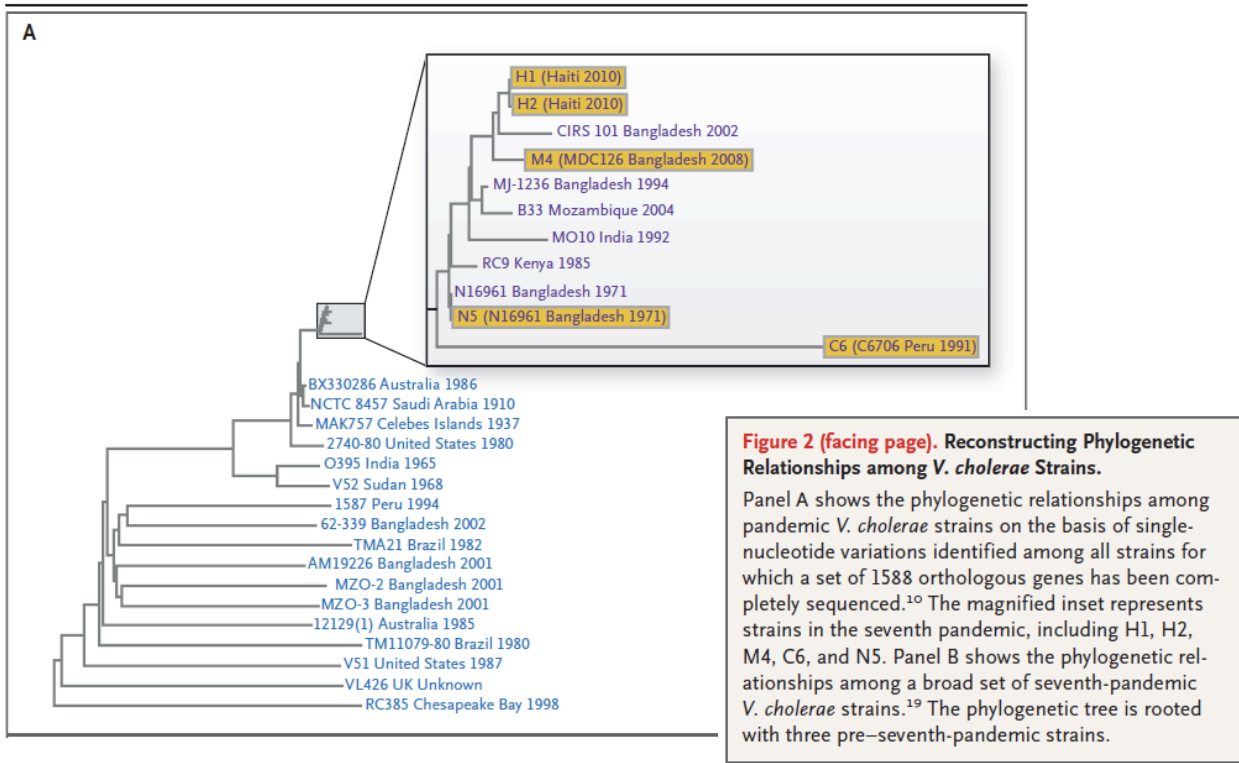 A
H1 (Haiti 2010)
H2 (Haiti 2010)
CIRS 101 Bangladesh 2002
M4 (MDC126 Bangladesh 2008)
MJ-1236 Bangladesh 1994
B33 Mozambique 2004
MO10 India 1992
RC9 Kenya 1985
N16961 Bangladesh 1971
N5 (N16961 Bangladesh 1971)
C6 (C6706 Peru 1991)
BX330286 Australia 1986
NCTC 8457 Saudi Arabia 1910
MAK757 Celebes Islands 1937
2740-80 United States 1980
O395 India 1965
V52 Sudan 1968
1587 Peru 1994
62-339 Bangladesh 2002
TMA21 Brazil 1982
AM19226 Bangladesh 2001
MZO-2 Bangladesh 2001
MZO-3 Bangladesh 2001
12129(1) Australia 1985
TM11079-80 Brazil 1980
V51 United States 1987
VL426 UK Unknown
RC385 Chesapeake Bay 1998
Figure 2 (facing page). Reconstructing Phylogenetic
Relationships among V. cholerae Strains.
Panel A shows the phylogenetic relationships among
pandemic V. cholerae strains on the basis of single-
nucleotide variations identified among all strains for
which a set of 1588 orthologous genes has been com-
pletely sequenced.¹⁰ The magnified inset represents
strains in the seventh pandemic, including H1, H2,
M4, C6, and N5. Panel B shows the phylogenetic rel-
ationships among a broad set of seventh-pandemic
V. cholerae strains.¹⁹ The phylogenetic tree is rooted
with three pre–seventh-pandemic strains.